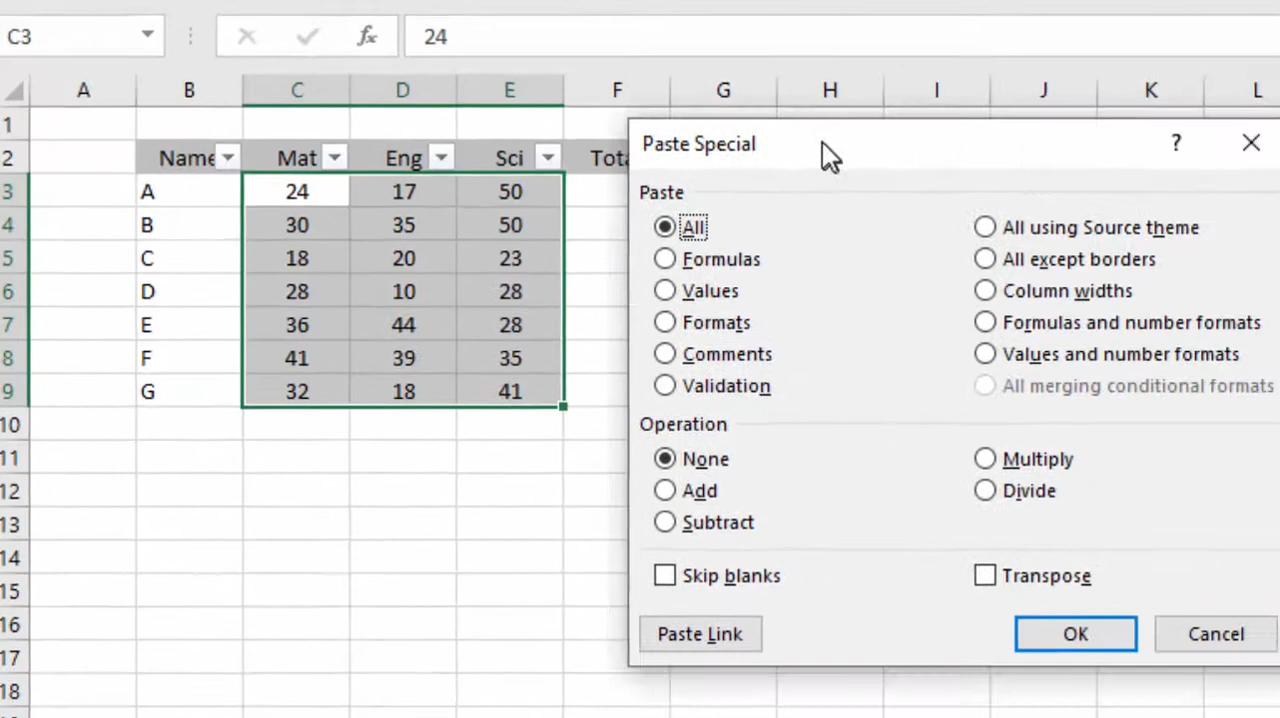 C3 fx 24
A B C D E F G H I J K L
1
2 Name Mat Eng Sci Tota
3 A 24 17 50
4 B 30 35 50
5 C 18 20 23
6 D 28 10 28
7 E 36 44 28
8 F 41 39 35
9 G 32 18 41
10
11
12
13
14
15
16
17
18
Paste Special ?
Paste
All All using Source theme
Formulas All except borders
Values Column widths
Formats Formulas and number formats
Comments Values and number formats
Validation All merging conditional formats
Operation
None Multiply
Add Divide
Subtract
Skip blanks Transpose
Paste Link OK Cancel